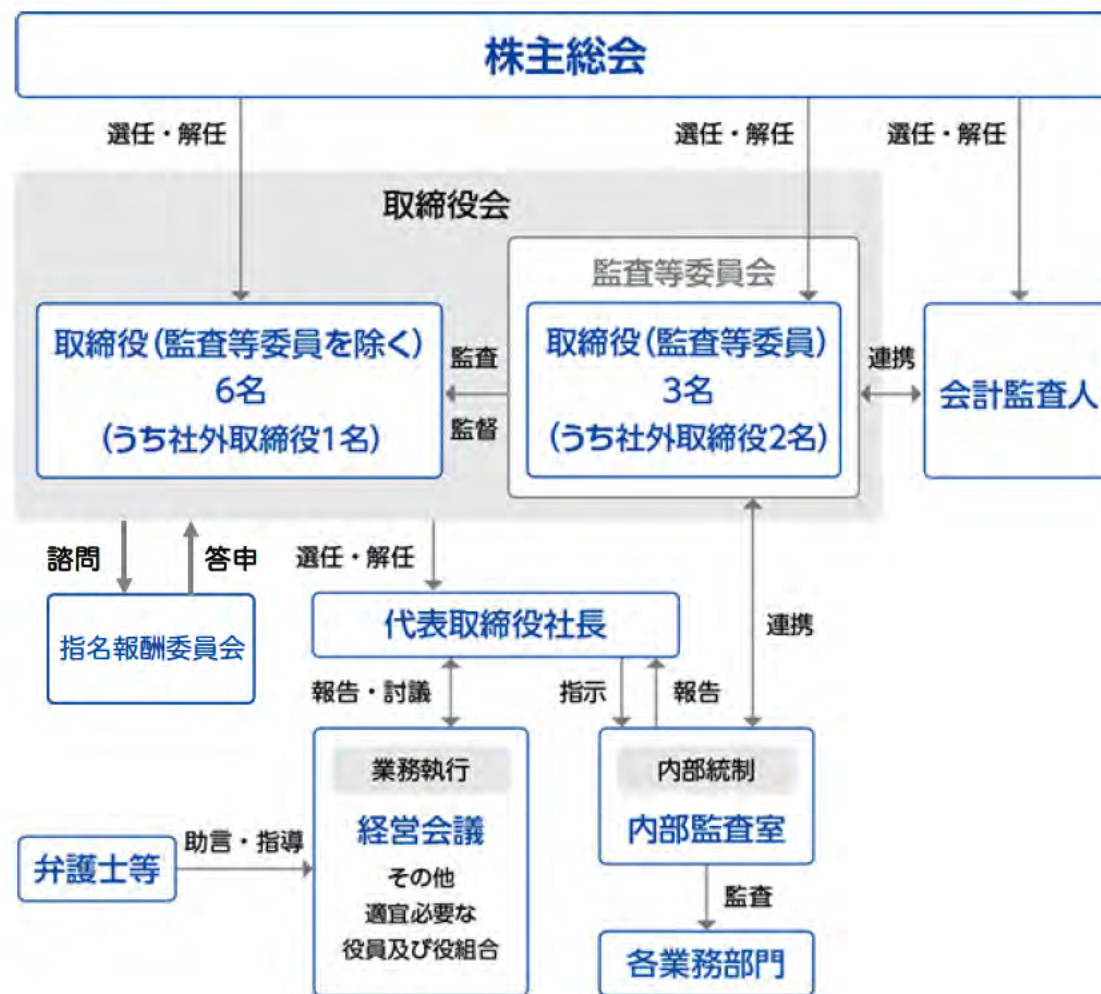 株主総会
選任・解任
選任・解任
選任・解任
取締役会
監査等委員会
取締役(監査等委員を除く)
6名
(うち社外取締役1名)
監査
監督
取締役(監査等委員)
3名
(うち社外取締役2名)
連携
会計監査人
諮問
答申
選任・解任
連携
指名報酬委員会
代表取締役社長
報告・討議
指示
報告
業務執行
経営会議
その他
適宜必要な
役員及び役組合
内部統制
内部監査室
弁護士等
助言・指導
監査
各業務部門